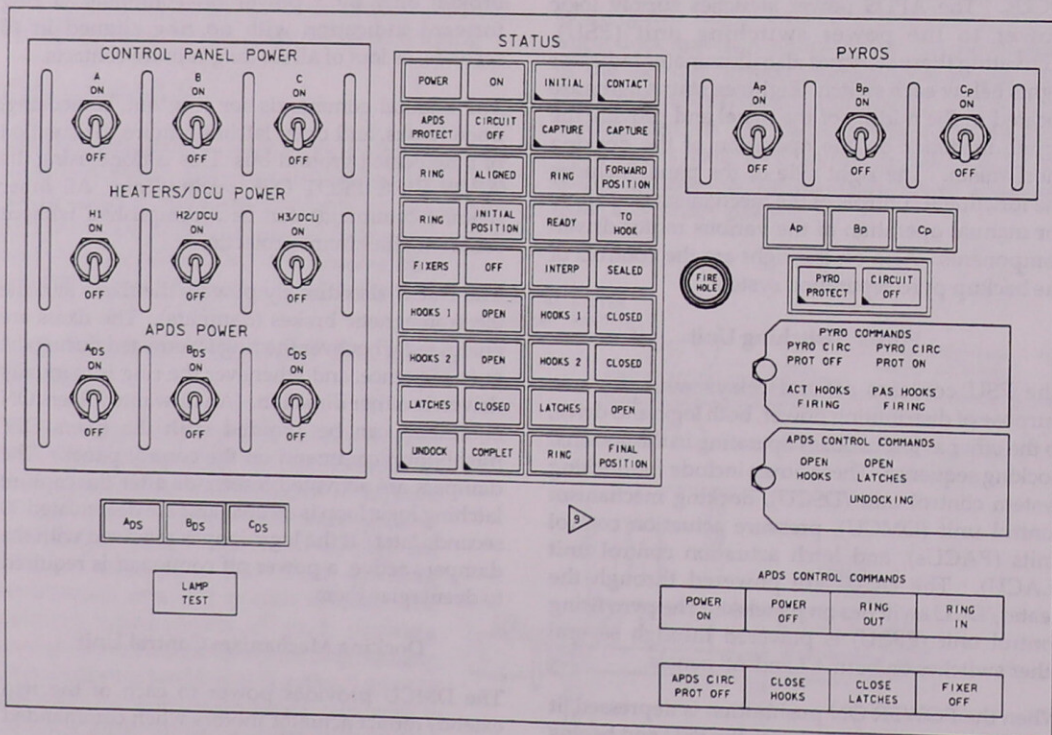 CONTROL PANEL POWER
A B C
ON ON ON
OFF OFF OFF
HEATERS/DCU POWER
H1 H2/DCU H3/DCU
ON ON ON
OFF OFF OFF
APDS POWER
ADS BDS CDS
ON ON ON
OFF OFF OFF
ADS BDS CDS
LAMP
TEST
STATUS
POWER ON INITIAL CONTACT
APDS PROTECT CIRCUIT OFF CAPTURE CAPTURE
RING ALIGNED RING FORWARD POSITION
RING INITIAL POSITION READY TO HOOK
FIXERS OFF INTERP SEALED
HOOKS 1 OPEN HOOKS 1 CLOSED
HOOKS 2 OPEN HOOKS 2 CLOSED
LATCHES CLOSED LATCHES OPEN
UNDOCK COMPLET RING FINAL POSITION
9
PYROS
Ap Bp Cp
ON ON ON
OFF OFF OFF
Ap Bp Cp
FIRE
HOLE
PYRO PROTECT CIRCUIT OFF
PYRO COMMANDS
PYRO CIRC PYRO CIRC
PROT OFF PROT ON
ACT HOOKS PAS HOOKS
FIRING FIRING
APDS CONTROL COMMANDS
OPEN OPEN
HOOKS LATCHES
UNDOCKING
APDS CONTROL COMMANDS
POWER ON POWER OFF RING OUT RING IN
APDS CIRC PROT OFF CLOSE HOOKS CLOSE LATCHES FIXER OFF